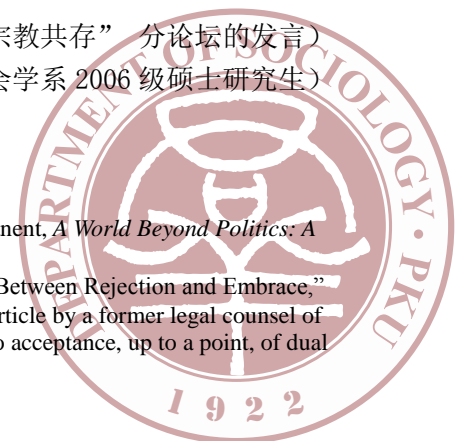 宗教共存” 分论坛的发言）
会学系 2006 级硕士研究生）
nent, A World Beyond Politics: A
Between Rejection and Embrace,”
rticle by a former legal counsel of
o acceptance, up to a point, of dual
DEPARTMENT OF SOCIOLOGY · PKU
1922